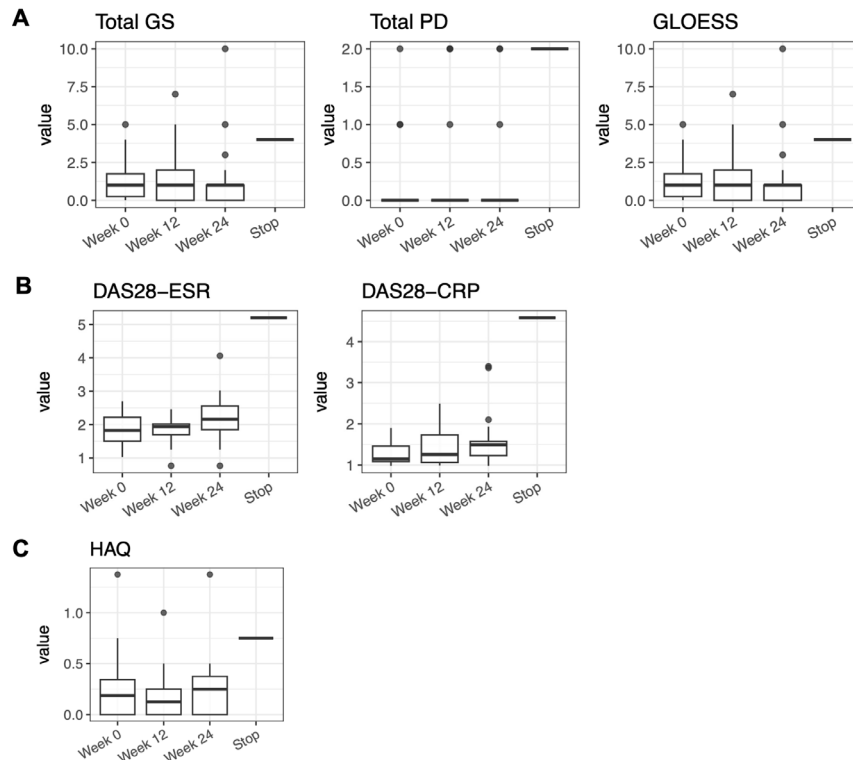 A
Total GS
Total PD
GLOESS
value
10.0
7.5
5.0
2.5
0.0
Week 0
Week 12
Week 24
Stop
value
2.0
1.5
1.0
0.5
0.0
Week 0
Week 12
Week 24
Stop
value
10.0
7.5
5.0
2.5
0.0
Week 0
Week 12
Week 24
Stop
B
DAS28−ESR
DAS28−CRP
value
5
4
3
2
1
Week 0
Week 12
Week 24
Stop
value
4
3
2
1
Week 0
Week 12
Week 24
Stop
C
HAQ
value
1.0
0.5
0.0
Week 0
Week 12
Week 24
Stop